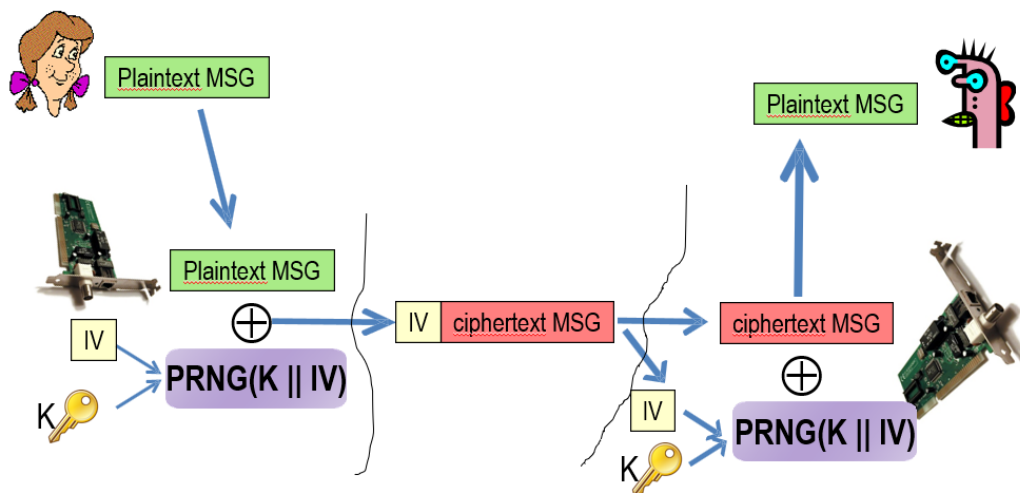 Plaintext MSG
Plaintext MSG
Plaintext MSG
IV
PRNG(K || IV)
K
IV ciphertext MSG
ciphertext MSG
IV
PRNG(K || IV)
K